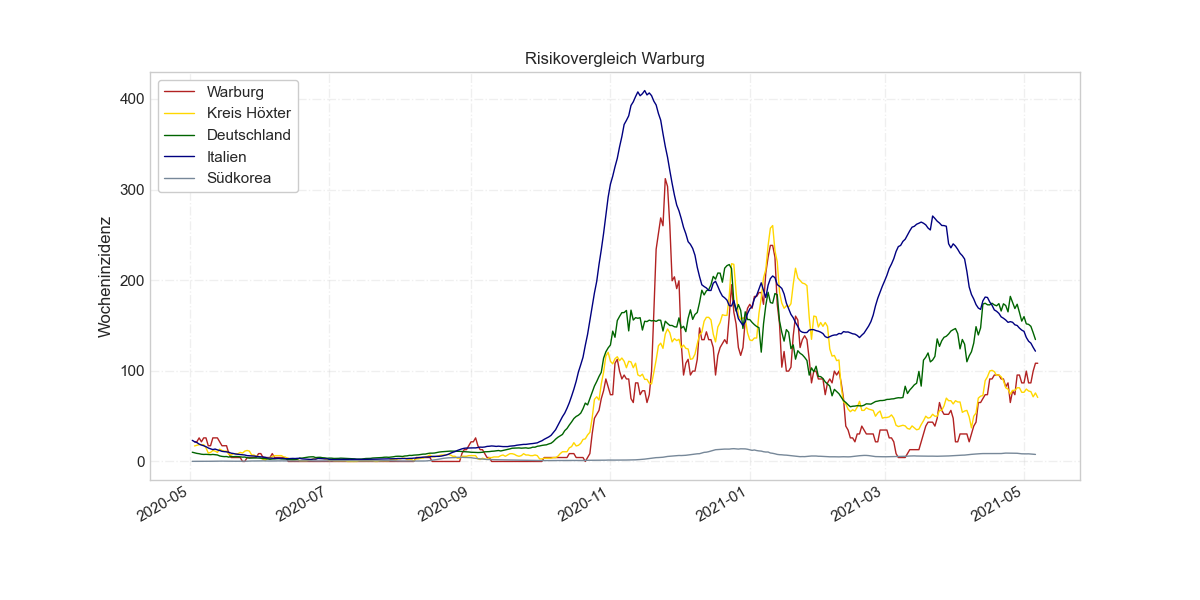 Risikovergleich Warburg
Wocheninzidenz
400
300
200
100
0
Warburg
Kreis Höxter
Deutschland
Italien
Südkorea
2020-05
2020-07
2020-09
2020-11
2021-01
2021-03
2021-05